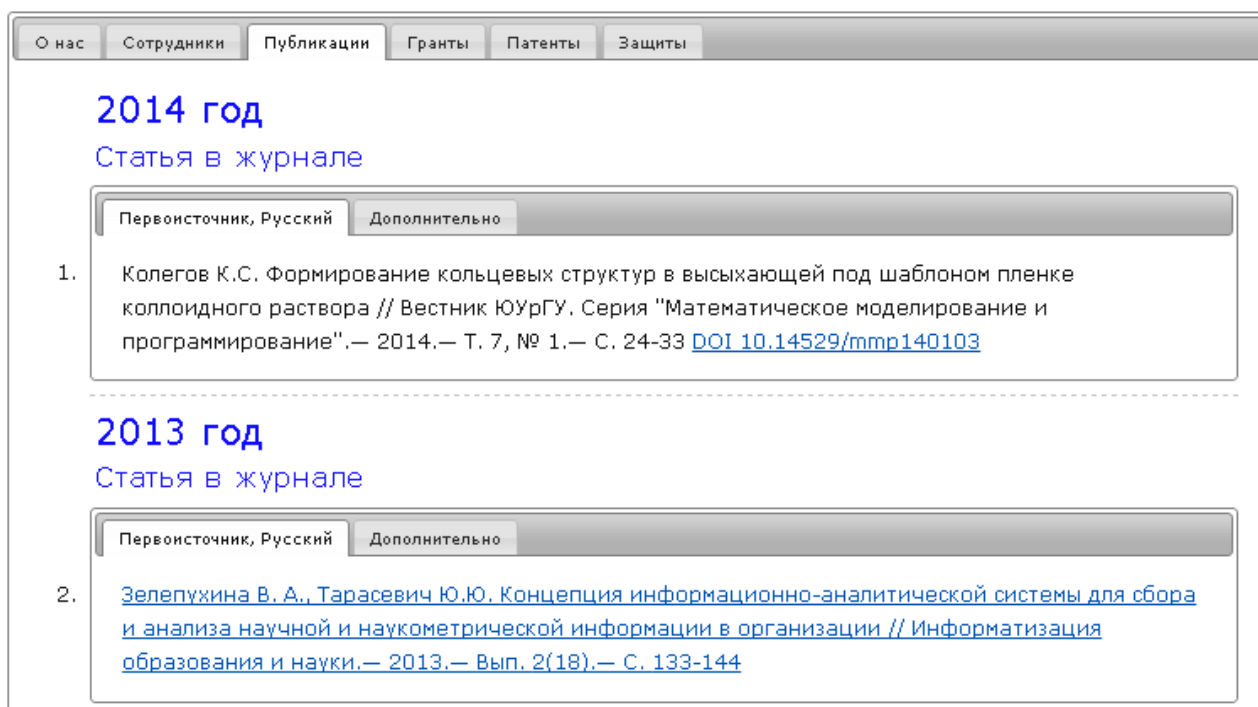 О нас Сотрудники Публикации Гранты Патенты Защиты
2014 год
Статья в журнале
Первоисточник, Русский Дополнительно
1. Колегов К.С. Формирование кольцевых структур в высыхающей под шаблоном пленке
коллоидного раствора // Вестник ЮУрГУ. Серия "Математическое моделирование и
программирование".— 2014.— Т. 7, № 1.— С. 24-33 DOI 10.14529/mmp140103
2013 год
Статья в журнале
Первоисточник, Русский Дополнительно
2. Зелепухина В. А., Тарасевич Ю.Ю. Концепция информационно-аналитической системы для сбора
и анализа научной и наукометрической информации в организации // Информатизация
образования и науки.— 2013.— Вып. 2(18).— С. 133-144